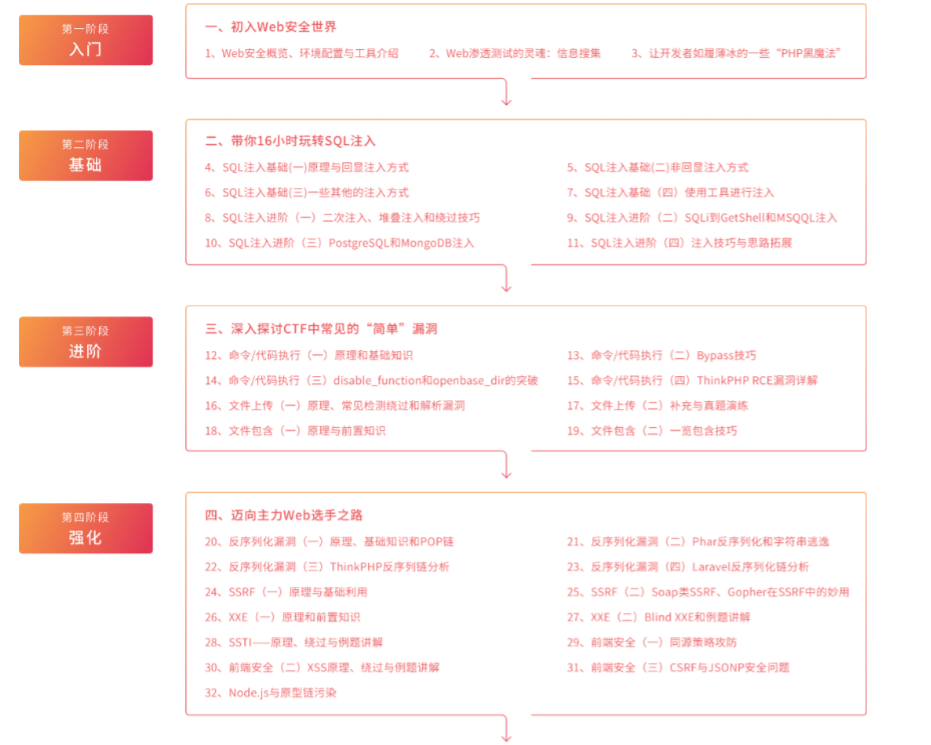 第一阶段
入门
一、初入Web安全世界
1、Web安全概览、环境配置与工具介绍 2、Web渗透测试的灵魂：信息搜集 3、让开发者如履薄冰的一些“PHP黑魔法”
第二阶段
基础
二、带你16小时玩转SQL注入
4、SQL注入基础(一)原理与回显注入方式 5、SQL注入基础(二)非回显注入方式
6、SQL注入基础(三)一些其他的注入方式 7、SQL注入基础（四）使用工具进行注入
8、SQL注入进阶（一）二次注入、堆叠注入和绕过技巧 9、SQL注入进阶（二）SQLi到GetShell和MSQQL注入
10、SQL注入进阶（三）PostgreSQL和MongoDB注入 11、SQL注入进阶（四）注入技巧与思路拓展
第三阶段
进阶
三、深入探讨CTF中常见的“简单”漏洞
12、命令/代码执行（一）原理和基础知识 13、命令/代码执行（二）Bypass技巧
14、命令/代码执行（三）disable_function和openbase_dir的突破 15、命令/代码执行（四）ThinkPHP RCE漏洞详解
16、文件上传（一）原理、常见检测绕过和解析漏洞 17、文件上传（二）补充与真题演练
18、文件包含（一）原理与前置知识 19、文件包含（二）一览包含技巧
第四阶段
强化
四、迈向主力Web选手之路
20、反序列化漏洞（一）原理、基础知识和POP链 21、反序列化漏洞（二）Phar反序列化和字符串逃逸
22、反序列化漏洞（三）ThinkPHP反序列链分析 23、反序列化漏洞（四）Laravel反序列化链分析
24、SSRF（一）原理与基础利用 25、SSRF（二）Soap类SSRF、Gopher在SSRF中的妙用
26、XXE（一）原理和前置知识 27、XXE（二）Blind XXE和例题讲解
28、SSTI——原理、绕过与例题讲解 29、前端安全（一）同源策略攻防
30、前端安全（二）XSS原理、绕过与例题讲解 31、前端安全（三）CSRF与JSONP安全问题
32、Node.js与原型链污染